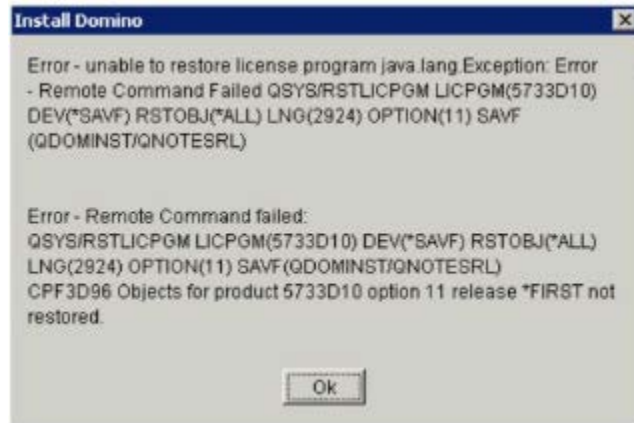 Install Domino
Error - unable to restore license program java.lang.Exception: Error
- Remote Command Failed QSYS/RSTLICPGM LICPGM(5733D10)
DEV(*SAVF) RSTOBJ(*ALL) LNG(2924) OPTION(11) SAVF
(QDOMINST/QNOTESRL)
Error - Remote Command failed:
QSYS/RSTLICPGM LICPGM(5733D10) DEV(*SAVF) RSTOBJ(*ALL)
LNG(2924) OPTION(11) SAVF(QDOMINST/QNOTESRL)
CPF3D96 Objects for product 5733D10 option 11 release *FIRST not
restored.
Ok